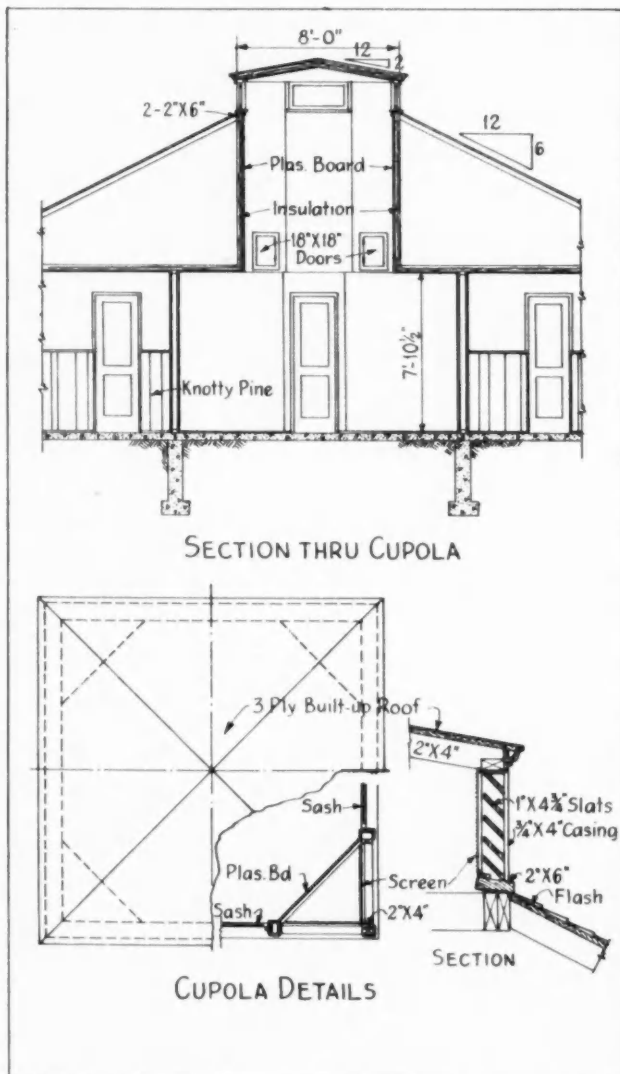 8'-0"
12
2
2-2"X6"
12
6
Plas. Board
Insulation
18"X18"
Doors
7'-10½"
Knotty Pine
SECTION THRU CUPOLA
3 Ply Built-up Roof
2"X4"
Sash
1"X4¾"Slats
¾"X4"Casing
Plas. Bd
Screen
2"X6"
Sash
2"X4"
Flash
SECTION
CUPOLA DETAILS